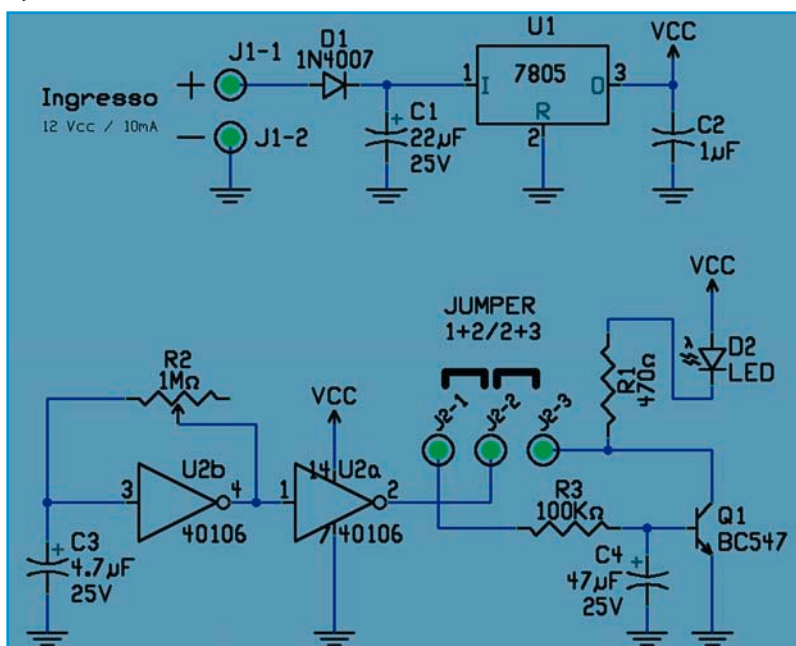 J1-1
D1
1N4007
U1
VCC
+
Ingresso
12 Vcc / 10mA
-
J1-2
1
I
7805
O
3
R
2
+
C1
22µF
25V
C2
1µF
VCC
JUMPER
1+2/2+3
R2
1MΩ
VCC
J2-1
J2-2
J2-3
R1
470Ω
λ
D2
LED
3
U2b
4
40106
1
14
U2a
2
7
40106
R3
100KΩ
Q1
BC547
+
C3
4.7µF
25V
C4
+
47µF
25V